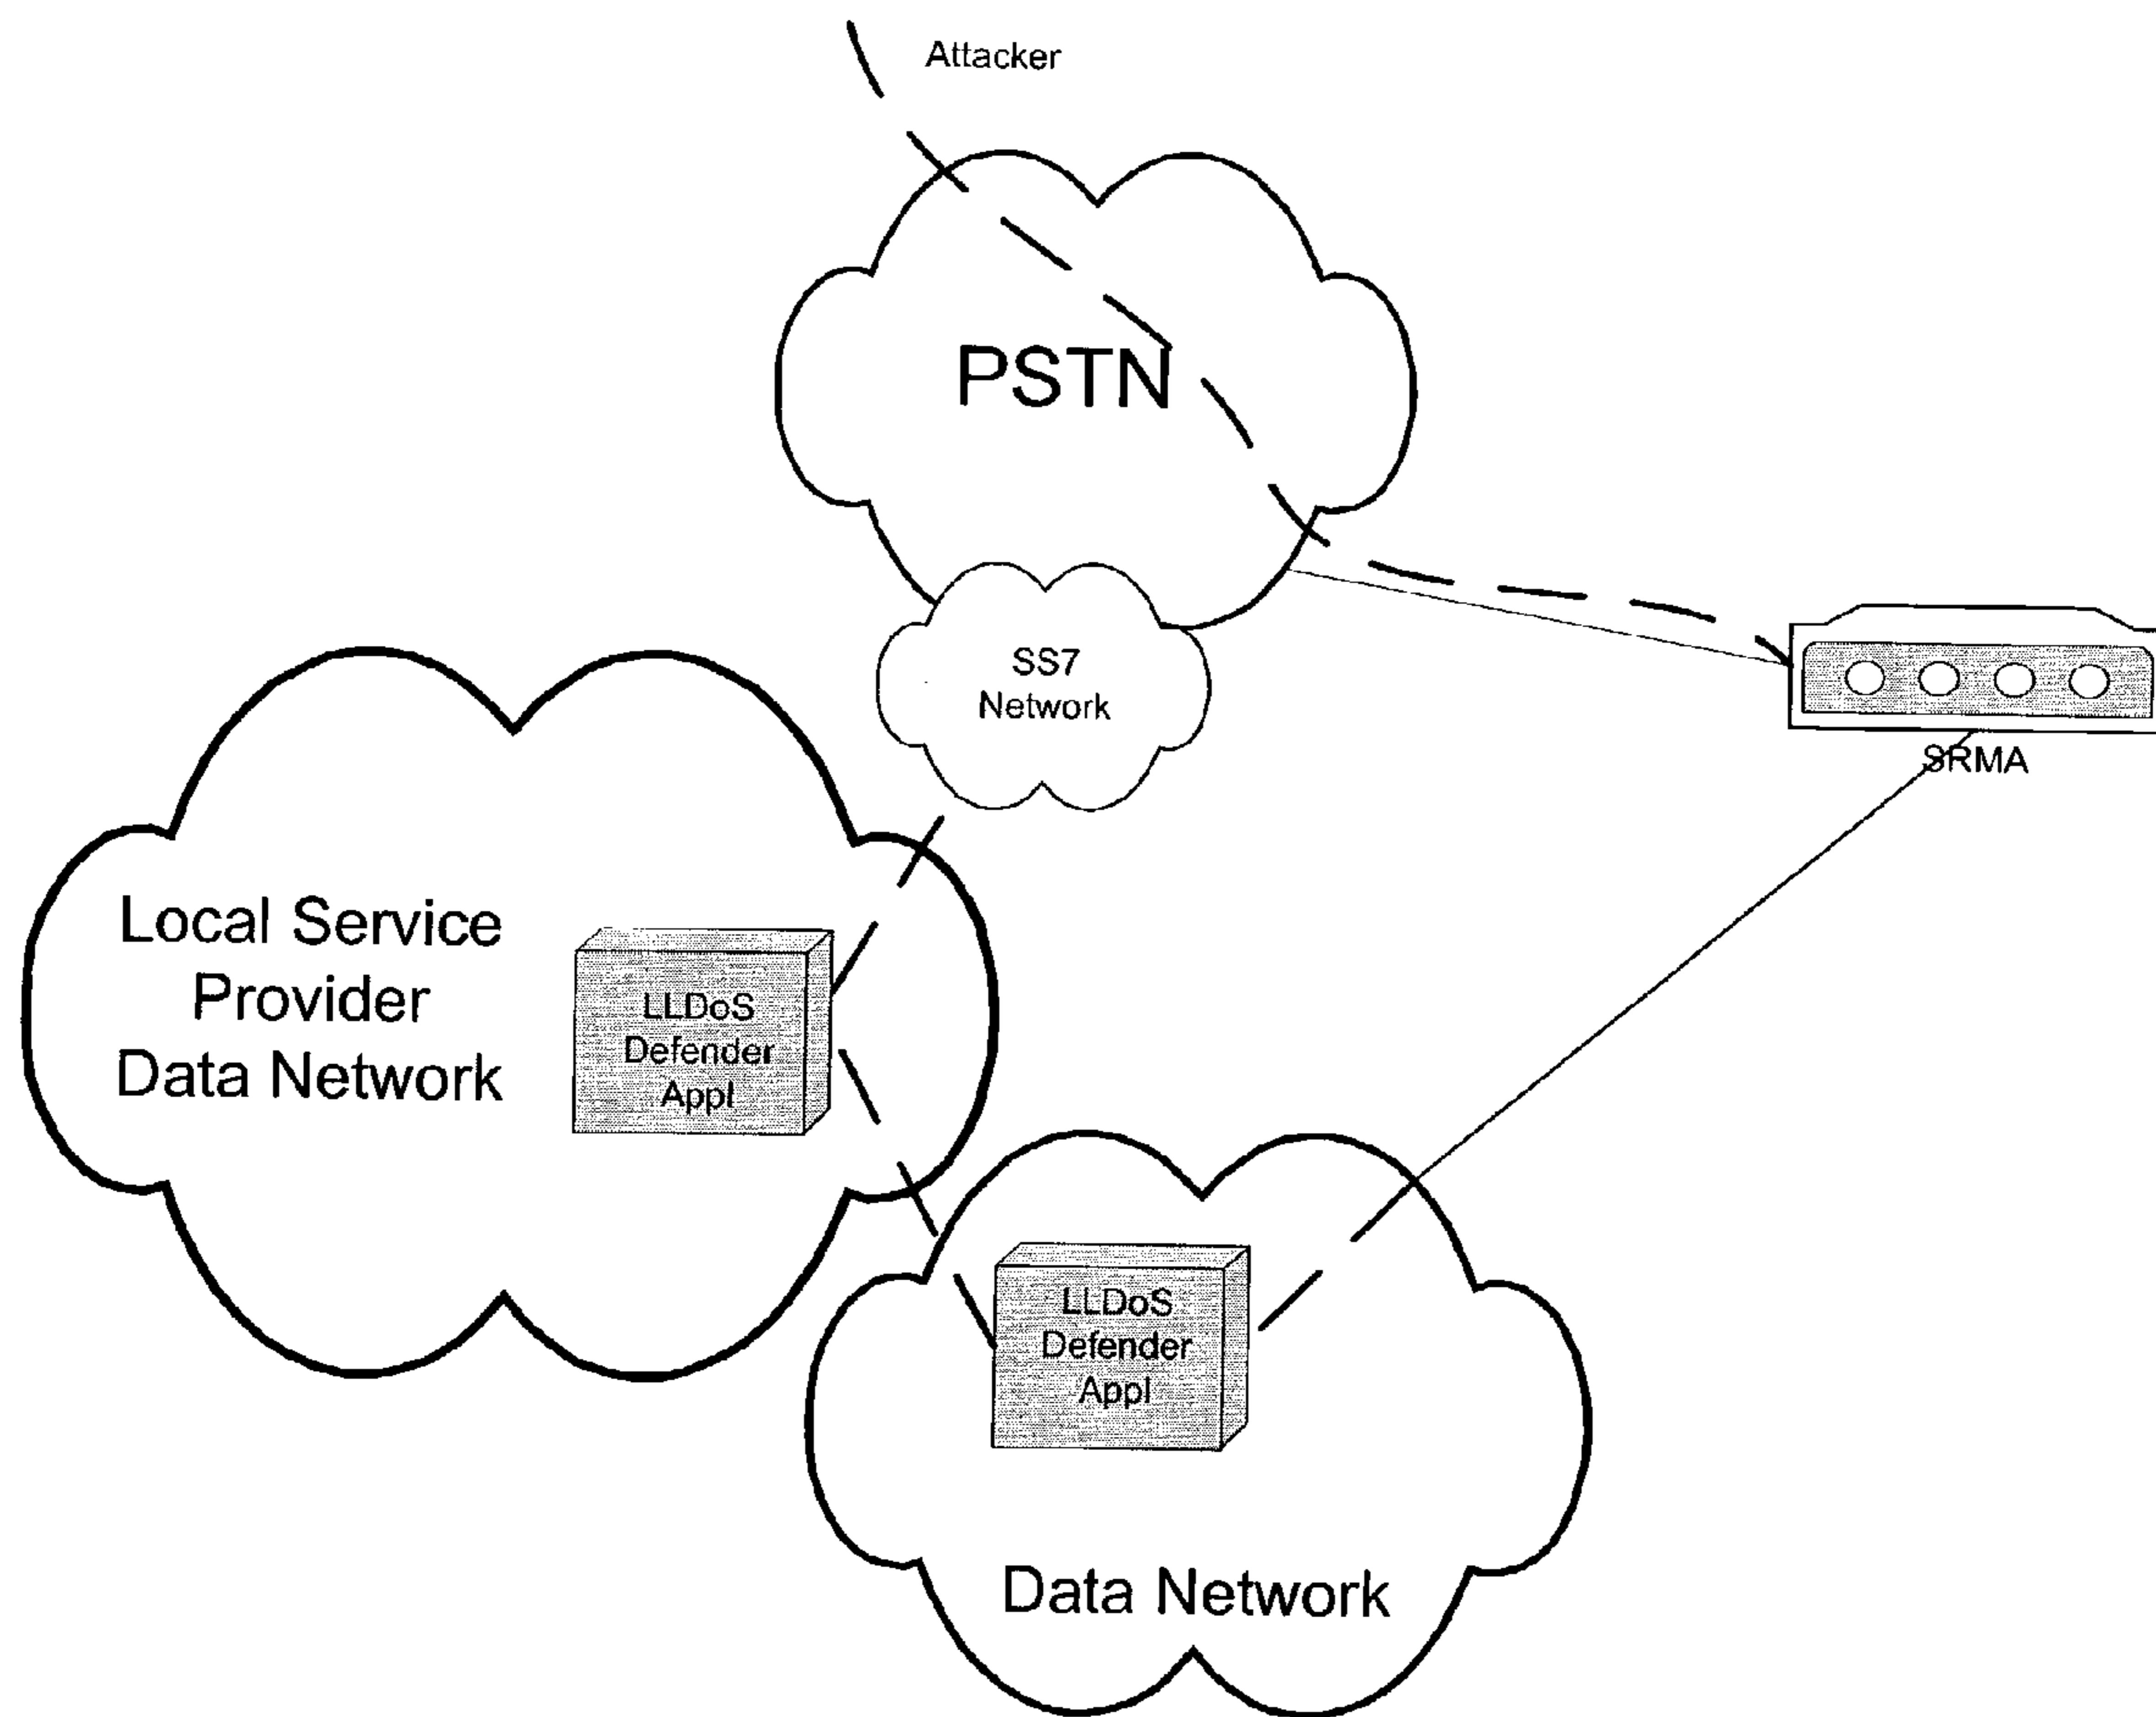 Attacker
PSTN
SS7
Network
SRMA
Local Service
Provider
Data Network
LLDoS
Defender
Appl
LLDoS
Defender
Appl
Data Network